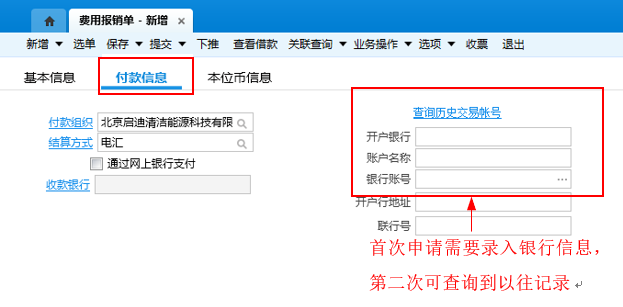 费用报销单 - 新增 ×
新增 选单 保存 提交 下推 查看借款 关联查询 业务操作 选项 收票 退出
基本信息 付款信息 本位币信息
查询历史交易帐号
付款组织 北京启迪清洁能源科技有限
结算方式 电汇
通过网上银行支付
收款银行
开户银行
账户名称
银行账号 ...
开户行地址
联行号
首次申请需要录入银行信息，
第二次可查询到以往记录